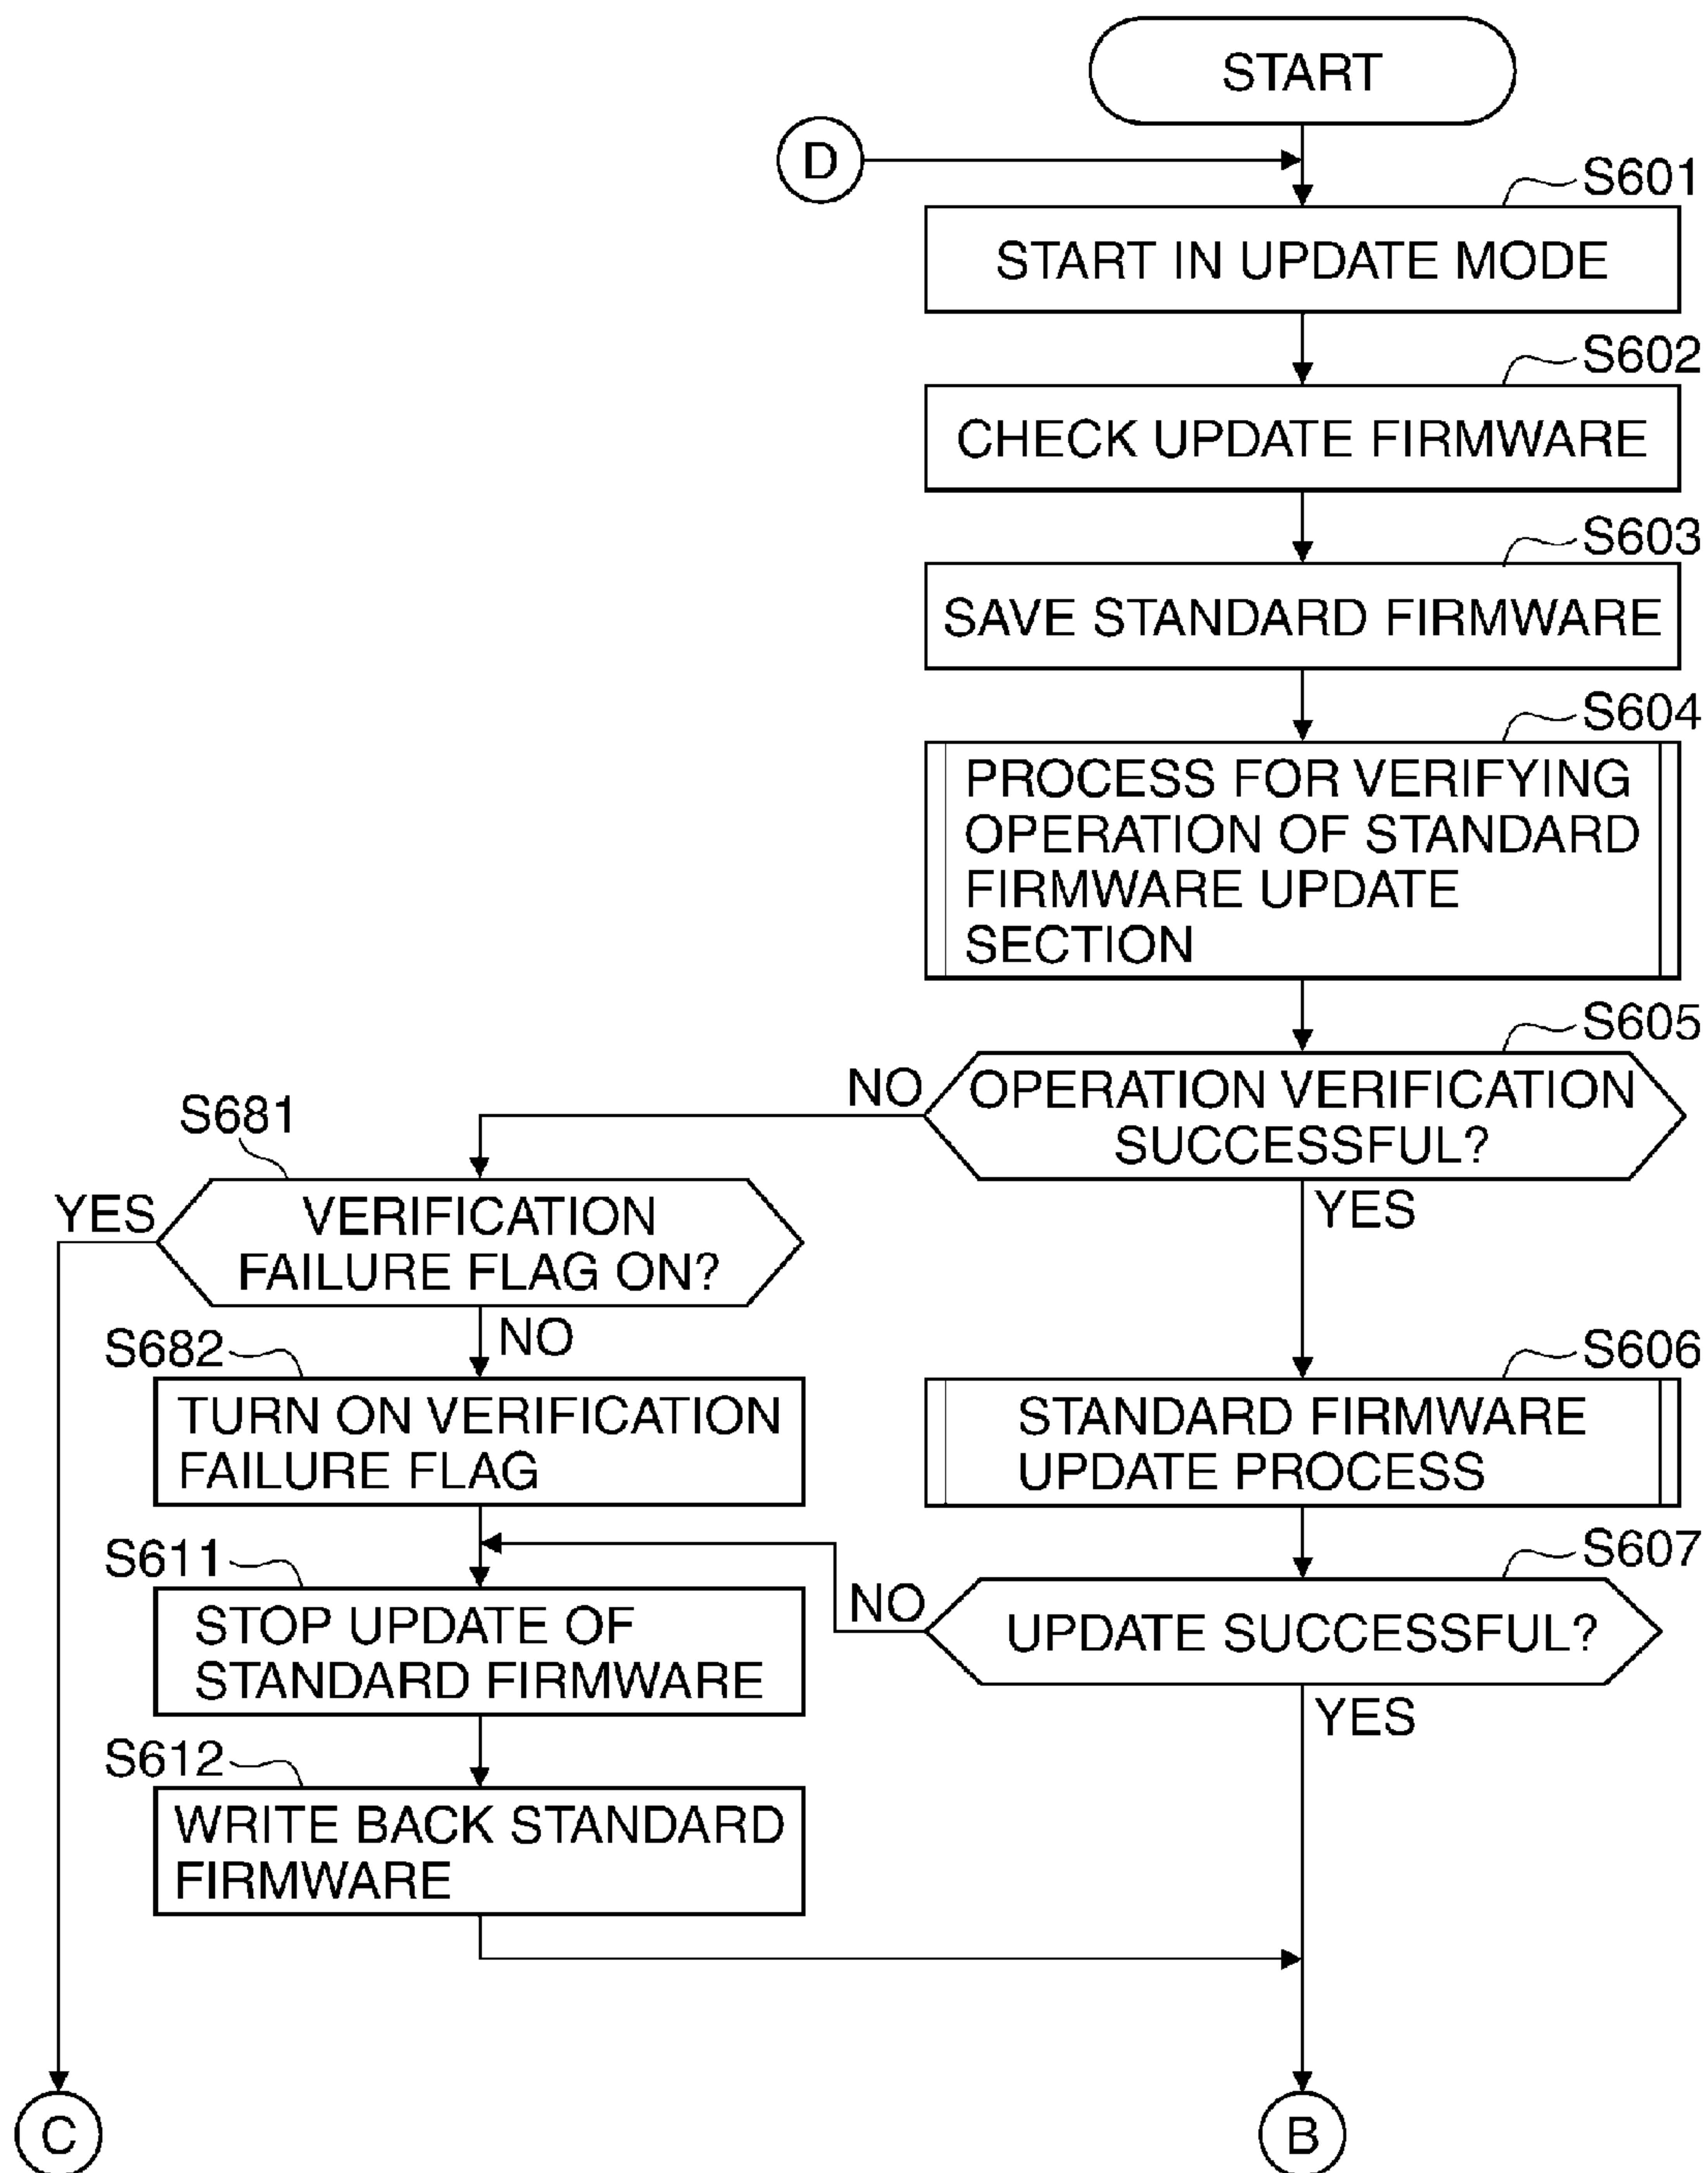 START
D
S601
START IN UPDATE MODE
S602
CHECK UPDATE FIRMWARE
S603
SAVE STANDARD FIRMWARE
S604
PROCESS FOR VERIFYING
OPERATION OF STANDARD
FIRMWARE UPDATE
SECTION
S605
OPERATION VERIFICATION
SUCCESSFUL?
NO
YES
S681
VERIFICATION
FAILURE FLAG ON?
YES
NO
S682
TURN ON VERIFICATION
FAILURE FLAG
S606
STANDARD FIRMWARE
UPDATE PROCESS
S607
UPDATE SUCCESSFUL?
NO
YES
S611
STOP UPDATE OF
STANDARD FIRMWARE
S612
WRITE BACK STANDARD
FIRMWARE
C
B